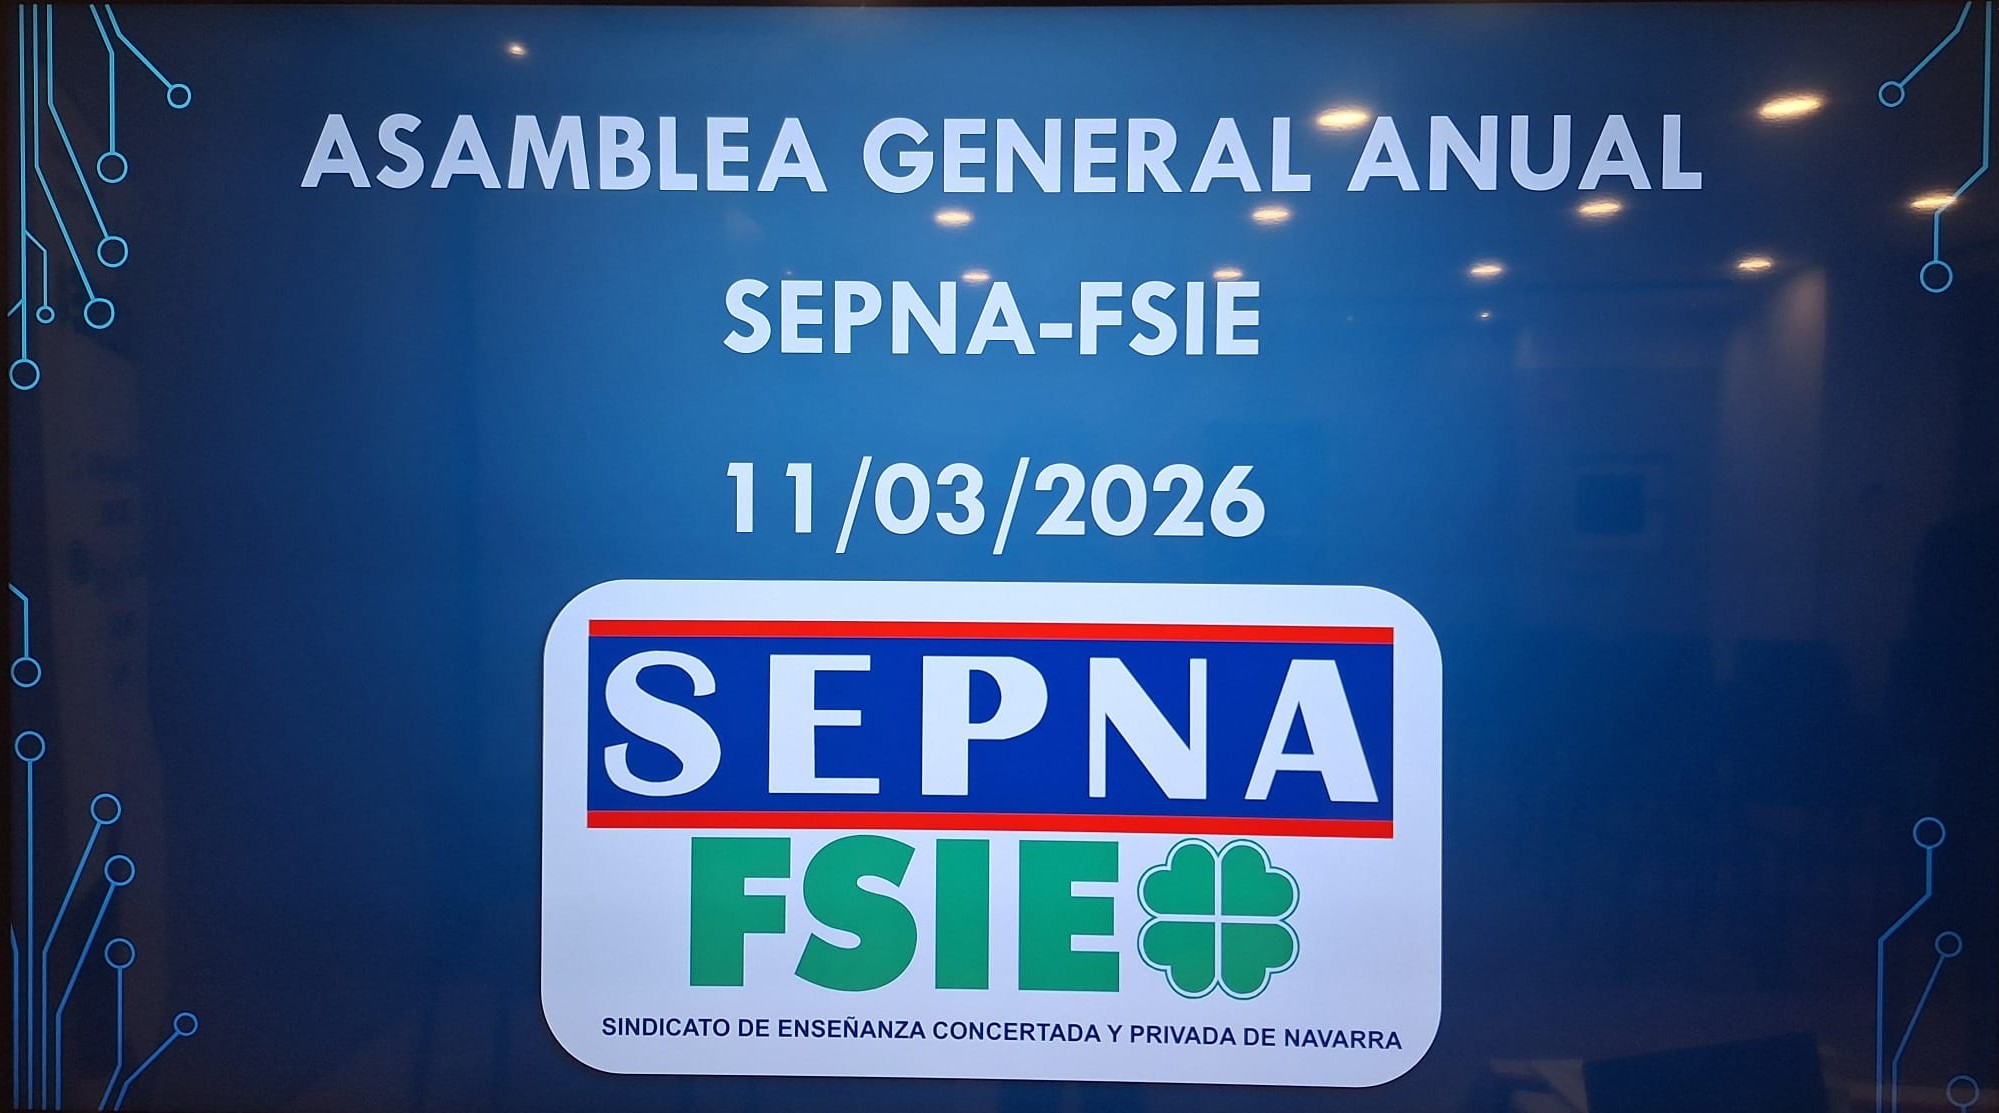 ASAMBLEA GENERAL ANUAL
SEPNA-FSIE
11/03/2026
SEPNA
FSIE
SINDICATO DE ENSEÑANZA CONCERTADA Y PRIVADA DE NAVARRA